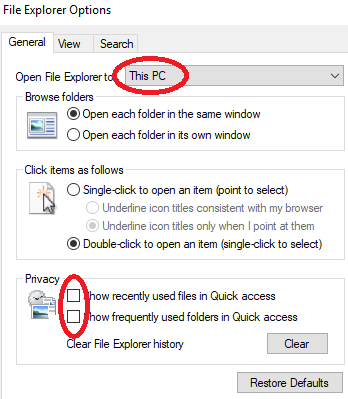 File Explorer Options
General View Search
Open File Explorer to: This PC
Browse folders
Open each folder in the same window
Open each folder in its own window
Click items as follows
Single-click to open an item (point to select)
Underline icon titles consistent with my browser
Underline icon titles only when I point at them
Double-click to open an item (single-click to select)
Privacy
Show recently used files in Quick access
Show frequently used folders in Quick access
Clear File Explorer history Clear
Restore Defaults